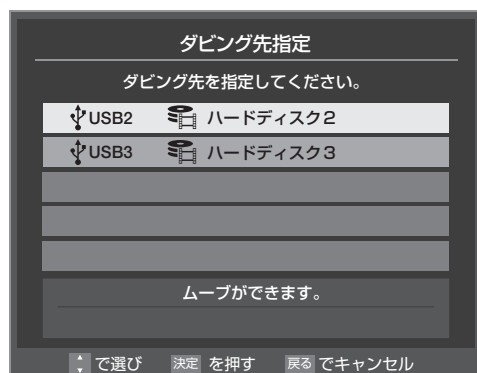 ダビング先指定
ダビング先を指定してください。
USB2 ハードディスク2
USB3 ハードディスク3
ムーブができます。
で選び 決定 を押す 戻る でキャンセル